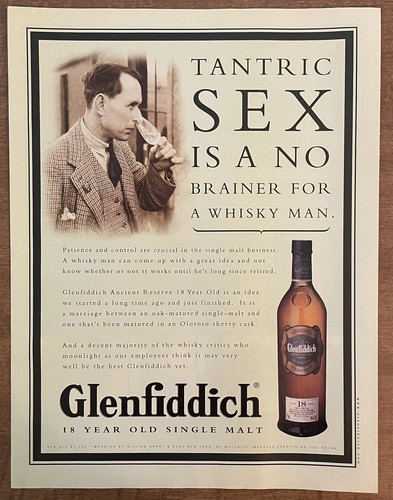 TANTRIC
SEX
IS A NO
BRAINER FOR
A WHISKY MAN.
Patience and control are crucial in the single malt business.
A whisky man can come up with a great idea and not
know whether or not it works until he's long since retired.
Glenfiddich Ancient Reserve 18 Year Old is an idea
we started a long time ago and just finished. It is
a marriage between an oak-matured single-malt and
one that's been matured in an Oloroso sherry cask.
And a decent majority of the whisky critics who
moonlight as our employees think it may very
well be the best Glenfiddich yet.
Glenfiddich
18
Glenfiddich®
18 YEAR OLD SINGLE MALT